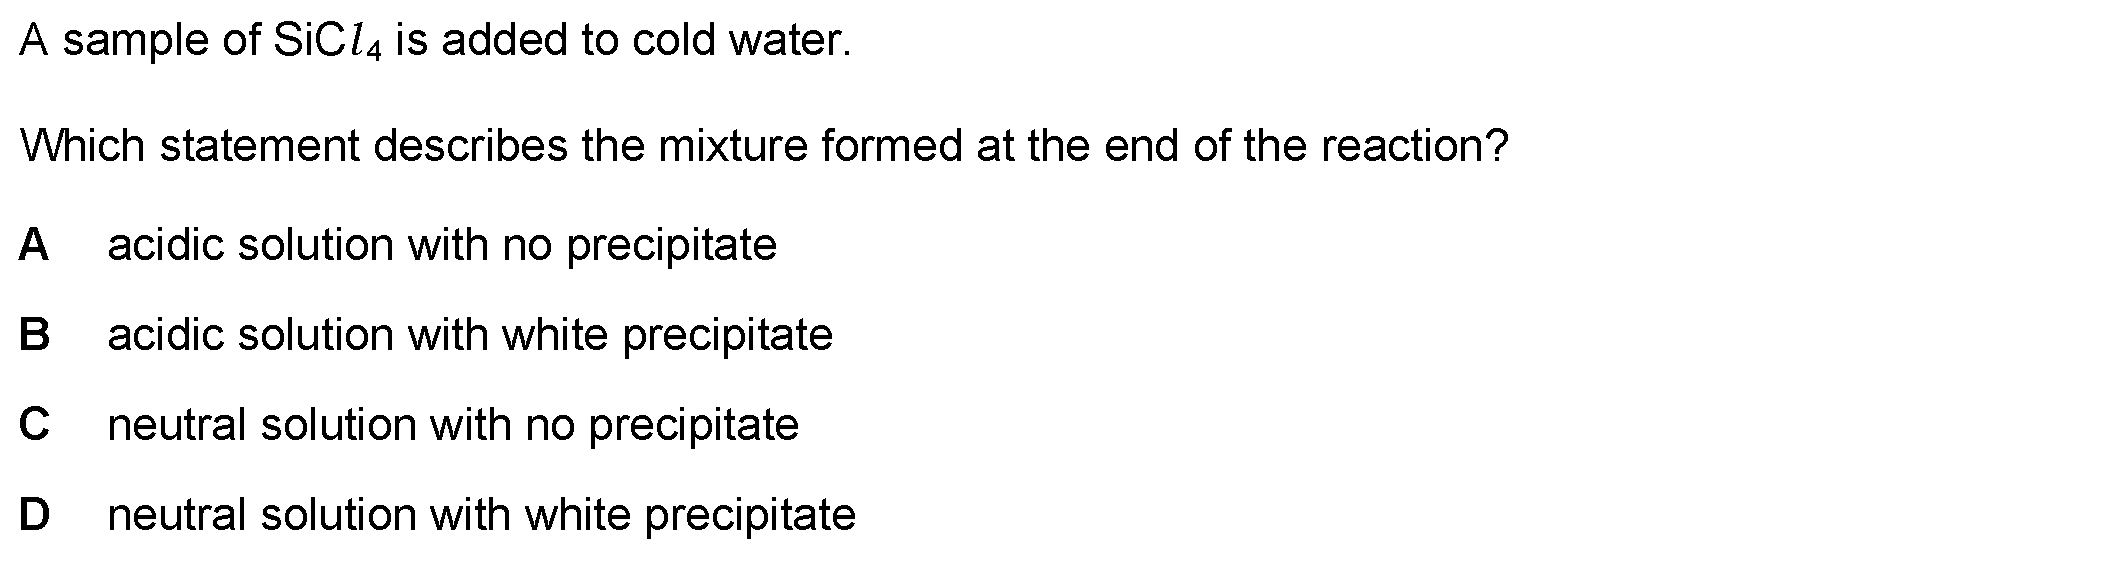 A sample of SiCl₄ is added to cold water.
Which statement describes the mixture formed at the end of the reaction?
A acidic solution with no precipitate
B acidic solution with white precipitate
C neutral solution with no precipitate
D neutral solution with white precipitate